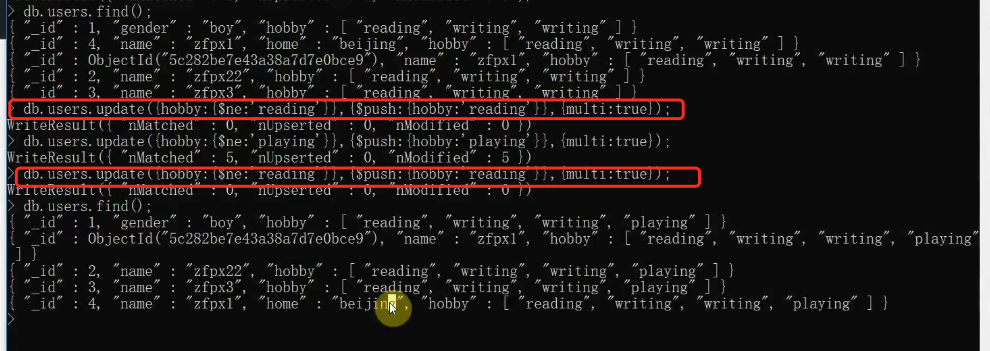 > db.users.find();
{ "_id" : 1, "gender" : "boy", "hobby" : [ "reading", "writing", "writing" ] }
{ "_id" : 4, "name" : "zfpx1", "home" : "beijing", "hobby" : [ "reading", "writing", "writing" ] }
{ "_id" : ObjectId("5c282be7e43a38a7d7e0bce9"), "name" : "zfpx1", "hobby" : [ "reading", "writing", "writing" ] }
{ "_id" : 2, "name" : "zfpx22", "hobby" : [ "reading", "writing", "writing" ] }
{ "_id" : 3, "name" : "zfpx3", "hobby" : [ "reading", "writing", "writing" ] }
> db.users.update({hobby:{$ne:'reading'}},{$push:{hobby:'reading'}},{multi:true});
WriteResult({ "nMatched" : 0, "nUpserted" : 0, "nModified" : 0 })
> db.users.update({hobby:{$ne:'playing'}},{$push:{hobby:'playing'}},{multi:true});
WriteResult({ "nMatched" : 5, "nUpserted" : 0, "nModified" : 5 })
> db.users.update({hobby:{$ne:'reading'}},{$push:{hobby:'reading'}},{multi:true});
WriteResult({ "nMatched" : 0, "nUpserted" : 0, "nModified" : 0 })
> db.users.find();
{ "_id" : 1, "gender" : "boy", "hobby" : [ "reading", "writing", "writing", "playing" ] }
{ "_id" : ObjectId("5c282be7e43a38a7d7e0bce9"), "name" : "zfpx1", "hobby" : [ "reading", "writing", "writing", "playing"
] }
{ "_id" : 2, "name" : "zfpx22", "hobby" : [ "reading", "writing", "writing", "playing" ] }
{ "_id" : 3, "name" : "zfpx3", "hobby" : [ "reading", "writing", "writing", "playing" ] }
{ "_id" : 4, "name" : "zfpx1", "home" : "beijing", "hobby" : [ "reading", "writing", "writing", "playing" ] }
>